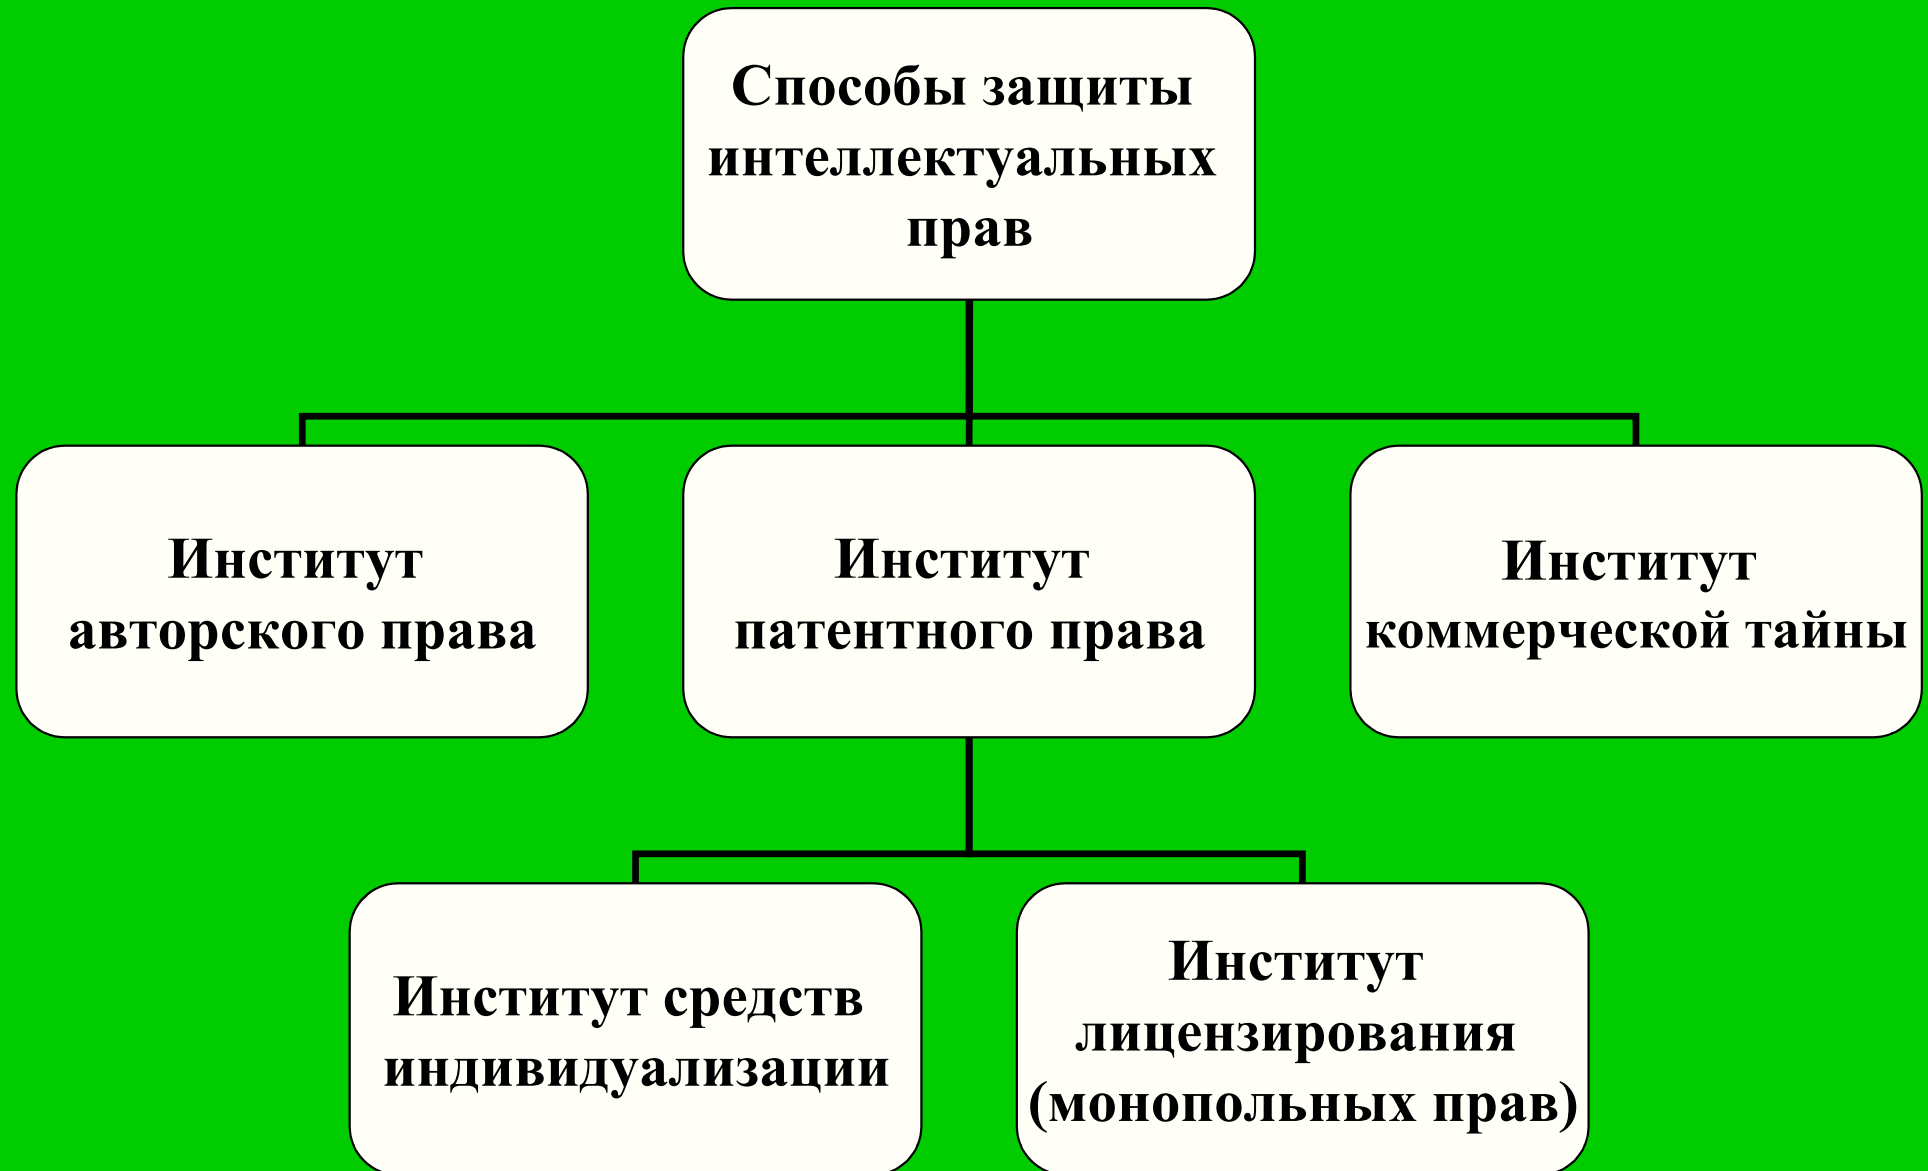 Способы защиты
интеллектуальных
прав
Институт
авторского права
Институт
патентного права
Институт
коммерческой тайны
Институт средств
индивидуализации
Институт
лицензирования
(монопольных прав)